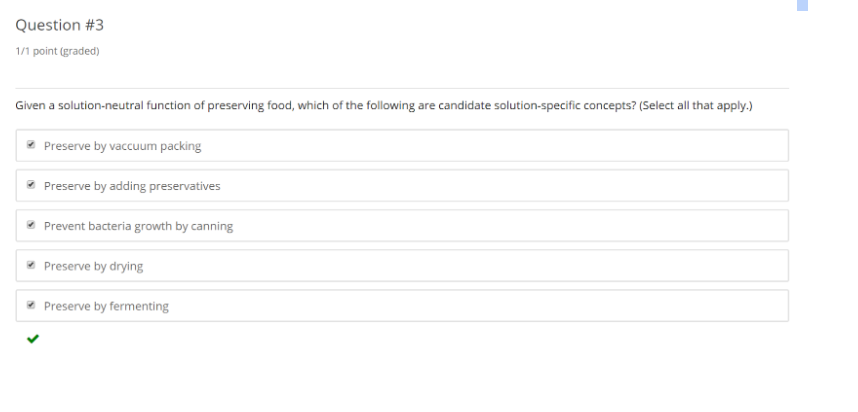 Question #3
1/1 point (graded)
Given a solution-neutral function of preserving food, which of the following are candidate solution-specific concepts? (Select all that apply.)
Preserve by vaccuum packing
Preserve by adding preservatives
Prevent bacteria growth by canning
Preserve by drying
Preserve by fermenting